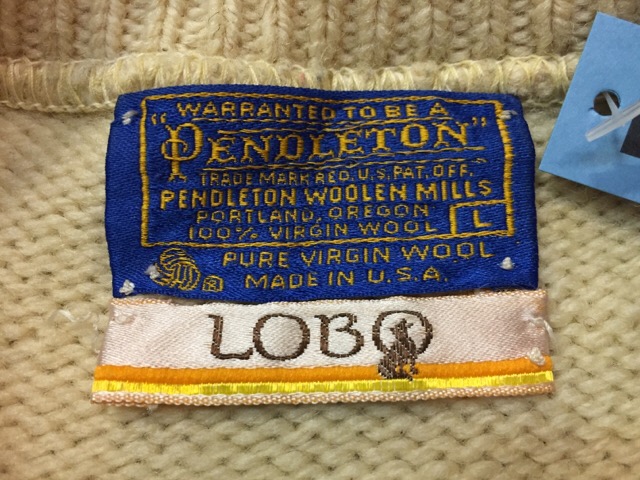 WARRANTED TO BE A
"PENDLETON"
TRADE MARK REG. U.S. PAT. OFF.
PENDLETON WOOLEN MILLS
PORTLAND, OREGON
100% VIRGIN WOOL L
PURE VIRGIN WOOL
® MADE IN U.S.A.
LOBO